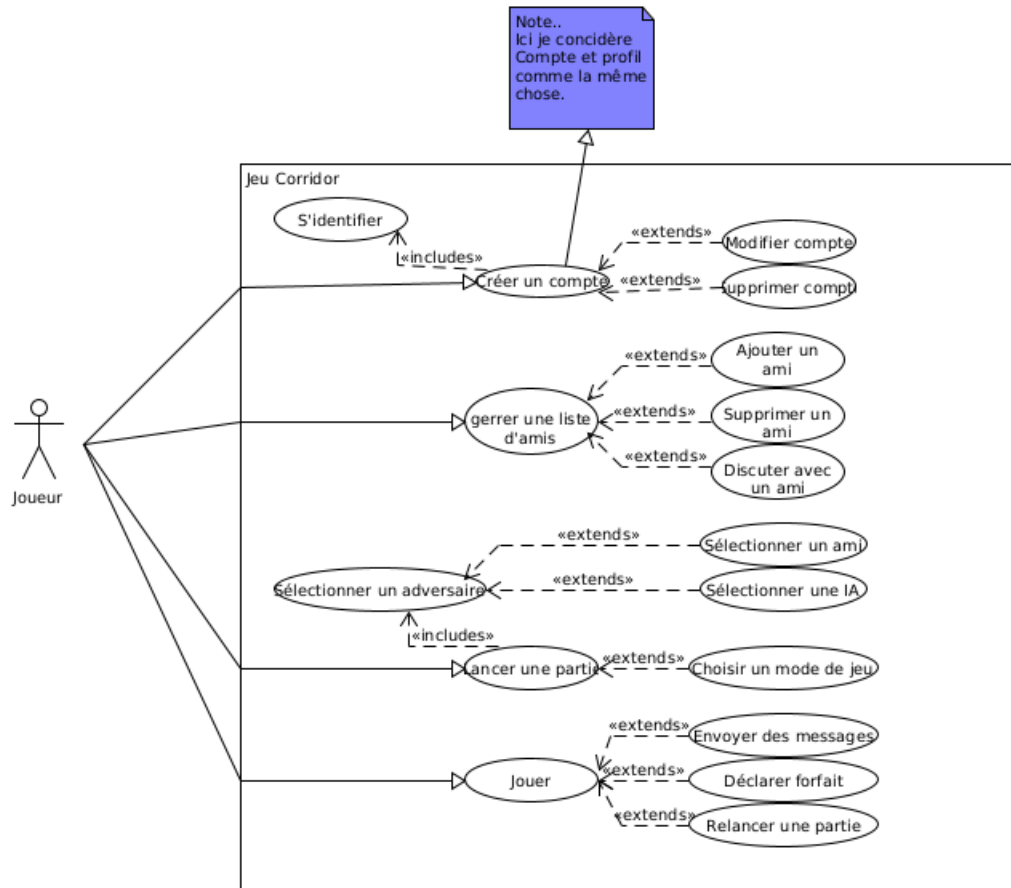 Note..
Ici je concidère
Compte et profil
comme la même
chose.
Jeu Corridor
S'identifier
«includes»
Créer un compte
«extends»
Modifier compte
«extends»
upprimer compt
«extends»
Ajouter un
ami
gerrer une liste
d'amis
«extends»
Supprimer un
ami
«extends»
Discuter avec
un ami
Joueur
«extends»
Sélectionner un ami
Sélectionner un adversaire
«extends»
Sélectionner une IA
«includes»
Lancer une partie
«extends»
Choisir un mode de jeu
«extends»
Envoyer des messages
Jouer
«extends»
Déclarer forfait
«extends»
Relancer une partie